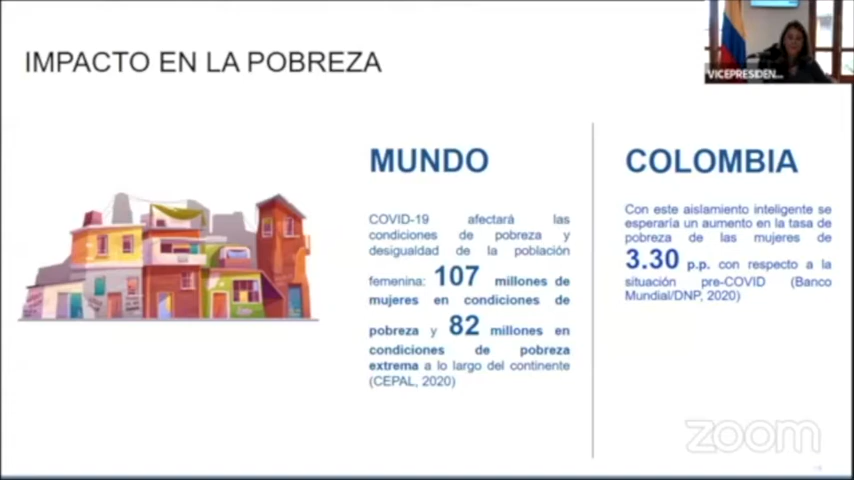 VICEPRESIDEN...
IMPACTO EN LA POBREZA
MUNDO
COVID-19 afectará las
condiciones de pobreza y
desigualdad de la población
femenina: 107 millones de
mujeres en condiciones de
pobreza y 82 millones en
condiciones de pobreza
extrema a lo largo del continente
(CEPAL, 2020)
COLOMBIA
Con este aislamiento inteligente se
esperaría un aumento en la tasa de
pobreza de las mujeres de
3.30 p.p. con respecto a la
situación pre-COVID (Banco
Mundial/DNP, 2020)
zoom